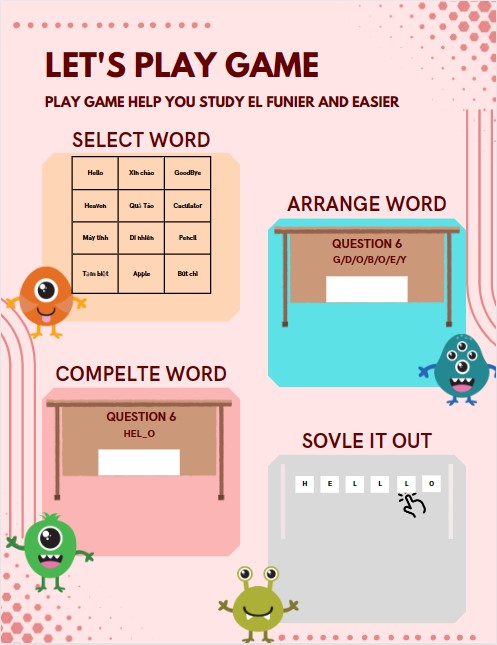 LET'S PLAY GAME
PLAY GAME HELP YOU STUDY EL FUNIER AND EASIER
SELECT WORD
Hello Xin chào GoodBye
Heaven Quả Táo Caclulator
Máy tính Dĩ nhiên Pencil
Tạm biệt Apple Bút chì
ARRANGE WORD
QUESTION 6
G/D/O/B/O/E/Y
COMPELTE WORD
QUESTION 6
HEL_O
SOVLE IT OUT
H E L L L O